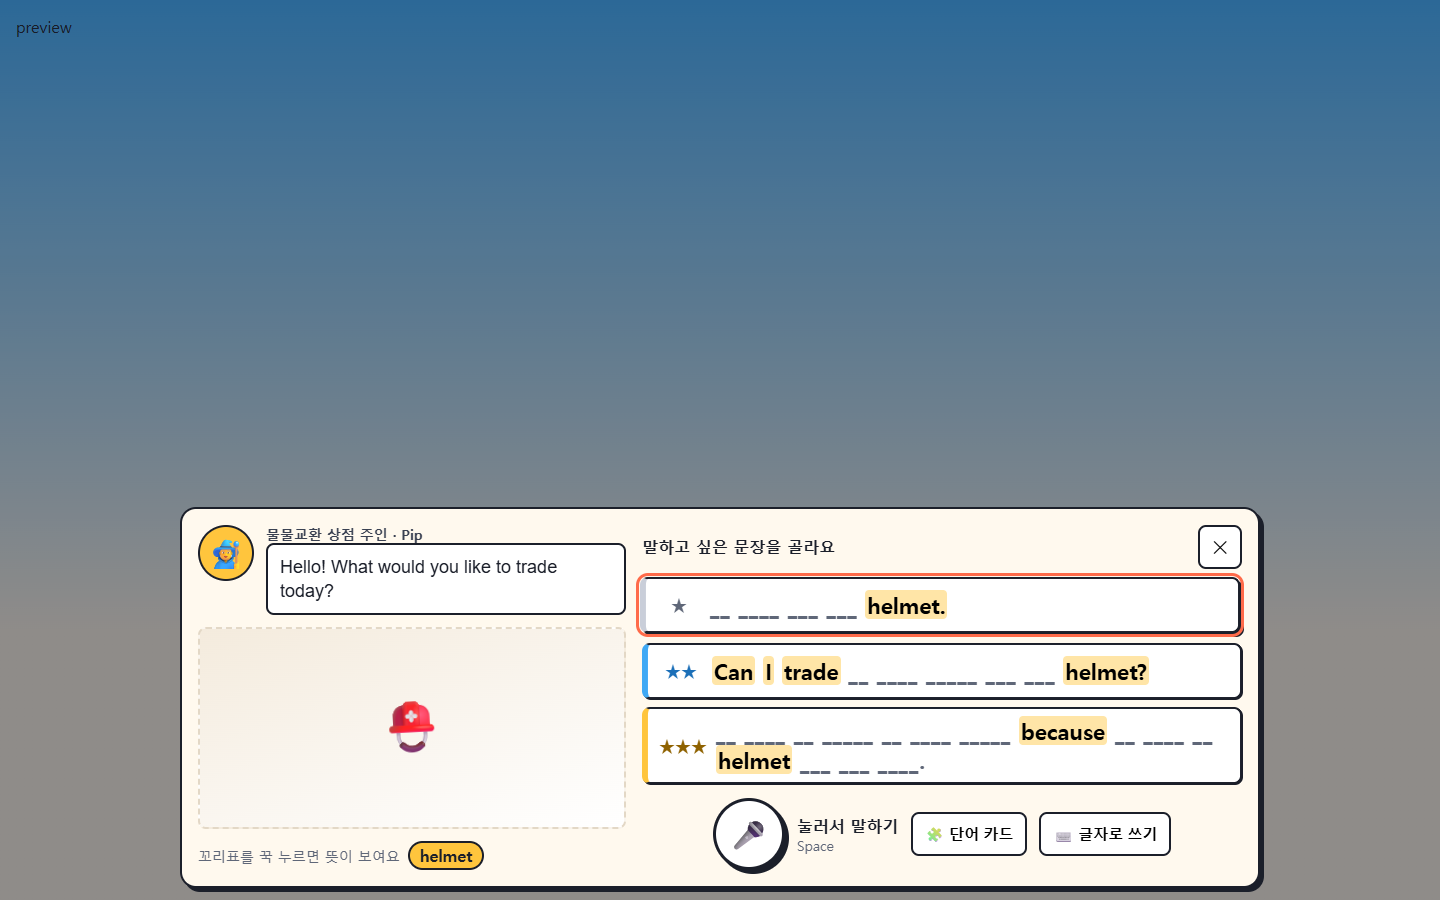 preview
물물교환 상점 주인 · Pip
Hello! What would you like to trade
today?
꼬리표를 꾹 누르면 뜻이 보여요 helmet
말하고 싶은 문장을 골라요
★ __ ____ ___ ___ helmet.
★★ Can I trade __ ____ _____ ___ ___ helmet?
★★★ __ ____ __ _____ __ ____ _____ because __ ____ __
helmet ___ ___ ____.
눌러서 말하기
Space
단어 카드
글자로 쓰기